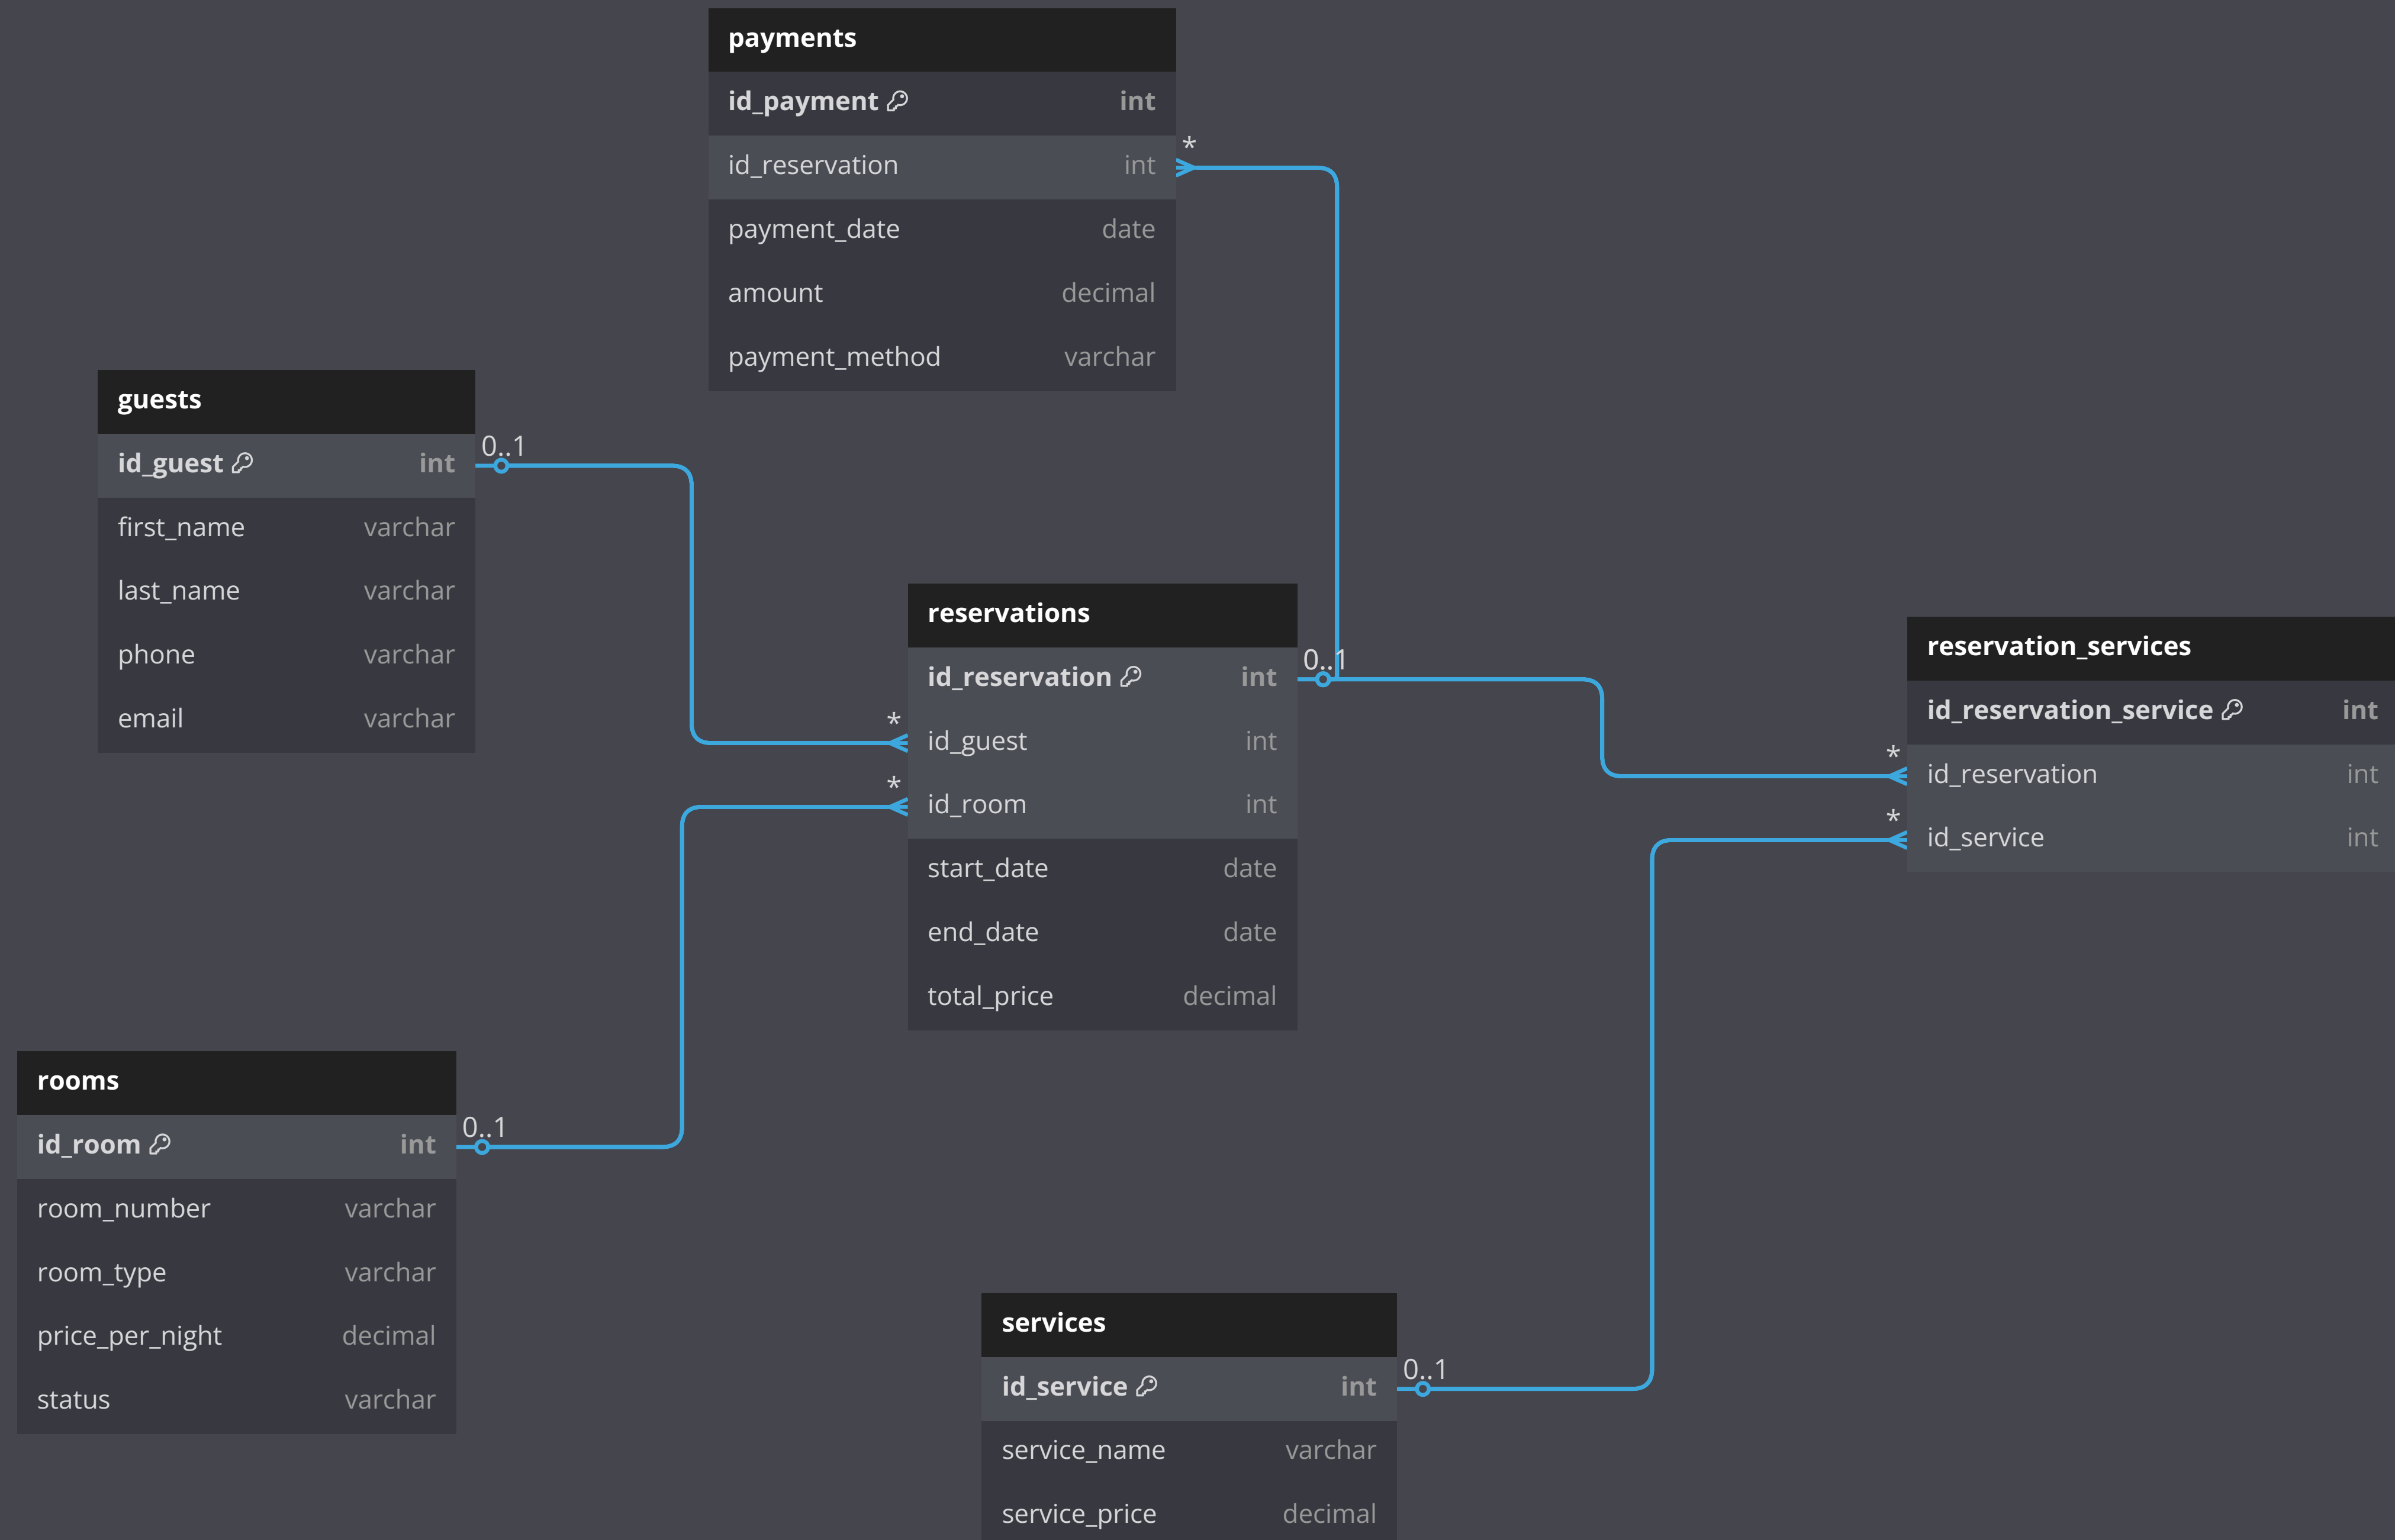 payments
id_payment int
id_reservation int
payment_date date
amount decimal
payment_method varchar
*
guests
id_guest int
first_name varchar
last_name varchar
phone varchar
email varchar
0..1
reservations
id_reservation int
id_guest int
id_room int
start_date date
end_date date
total_price decimal
0..1
*
*
reservation_services
id_reservation_service int
id_reservation int
id_service int
*
*
rooms
id_room int
room_number varchar
room_type varchar
price_per_night decimal
status varchar
0..1
services
id_service int
service_name varchar
service_price decimal
0..1